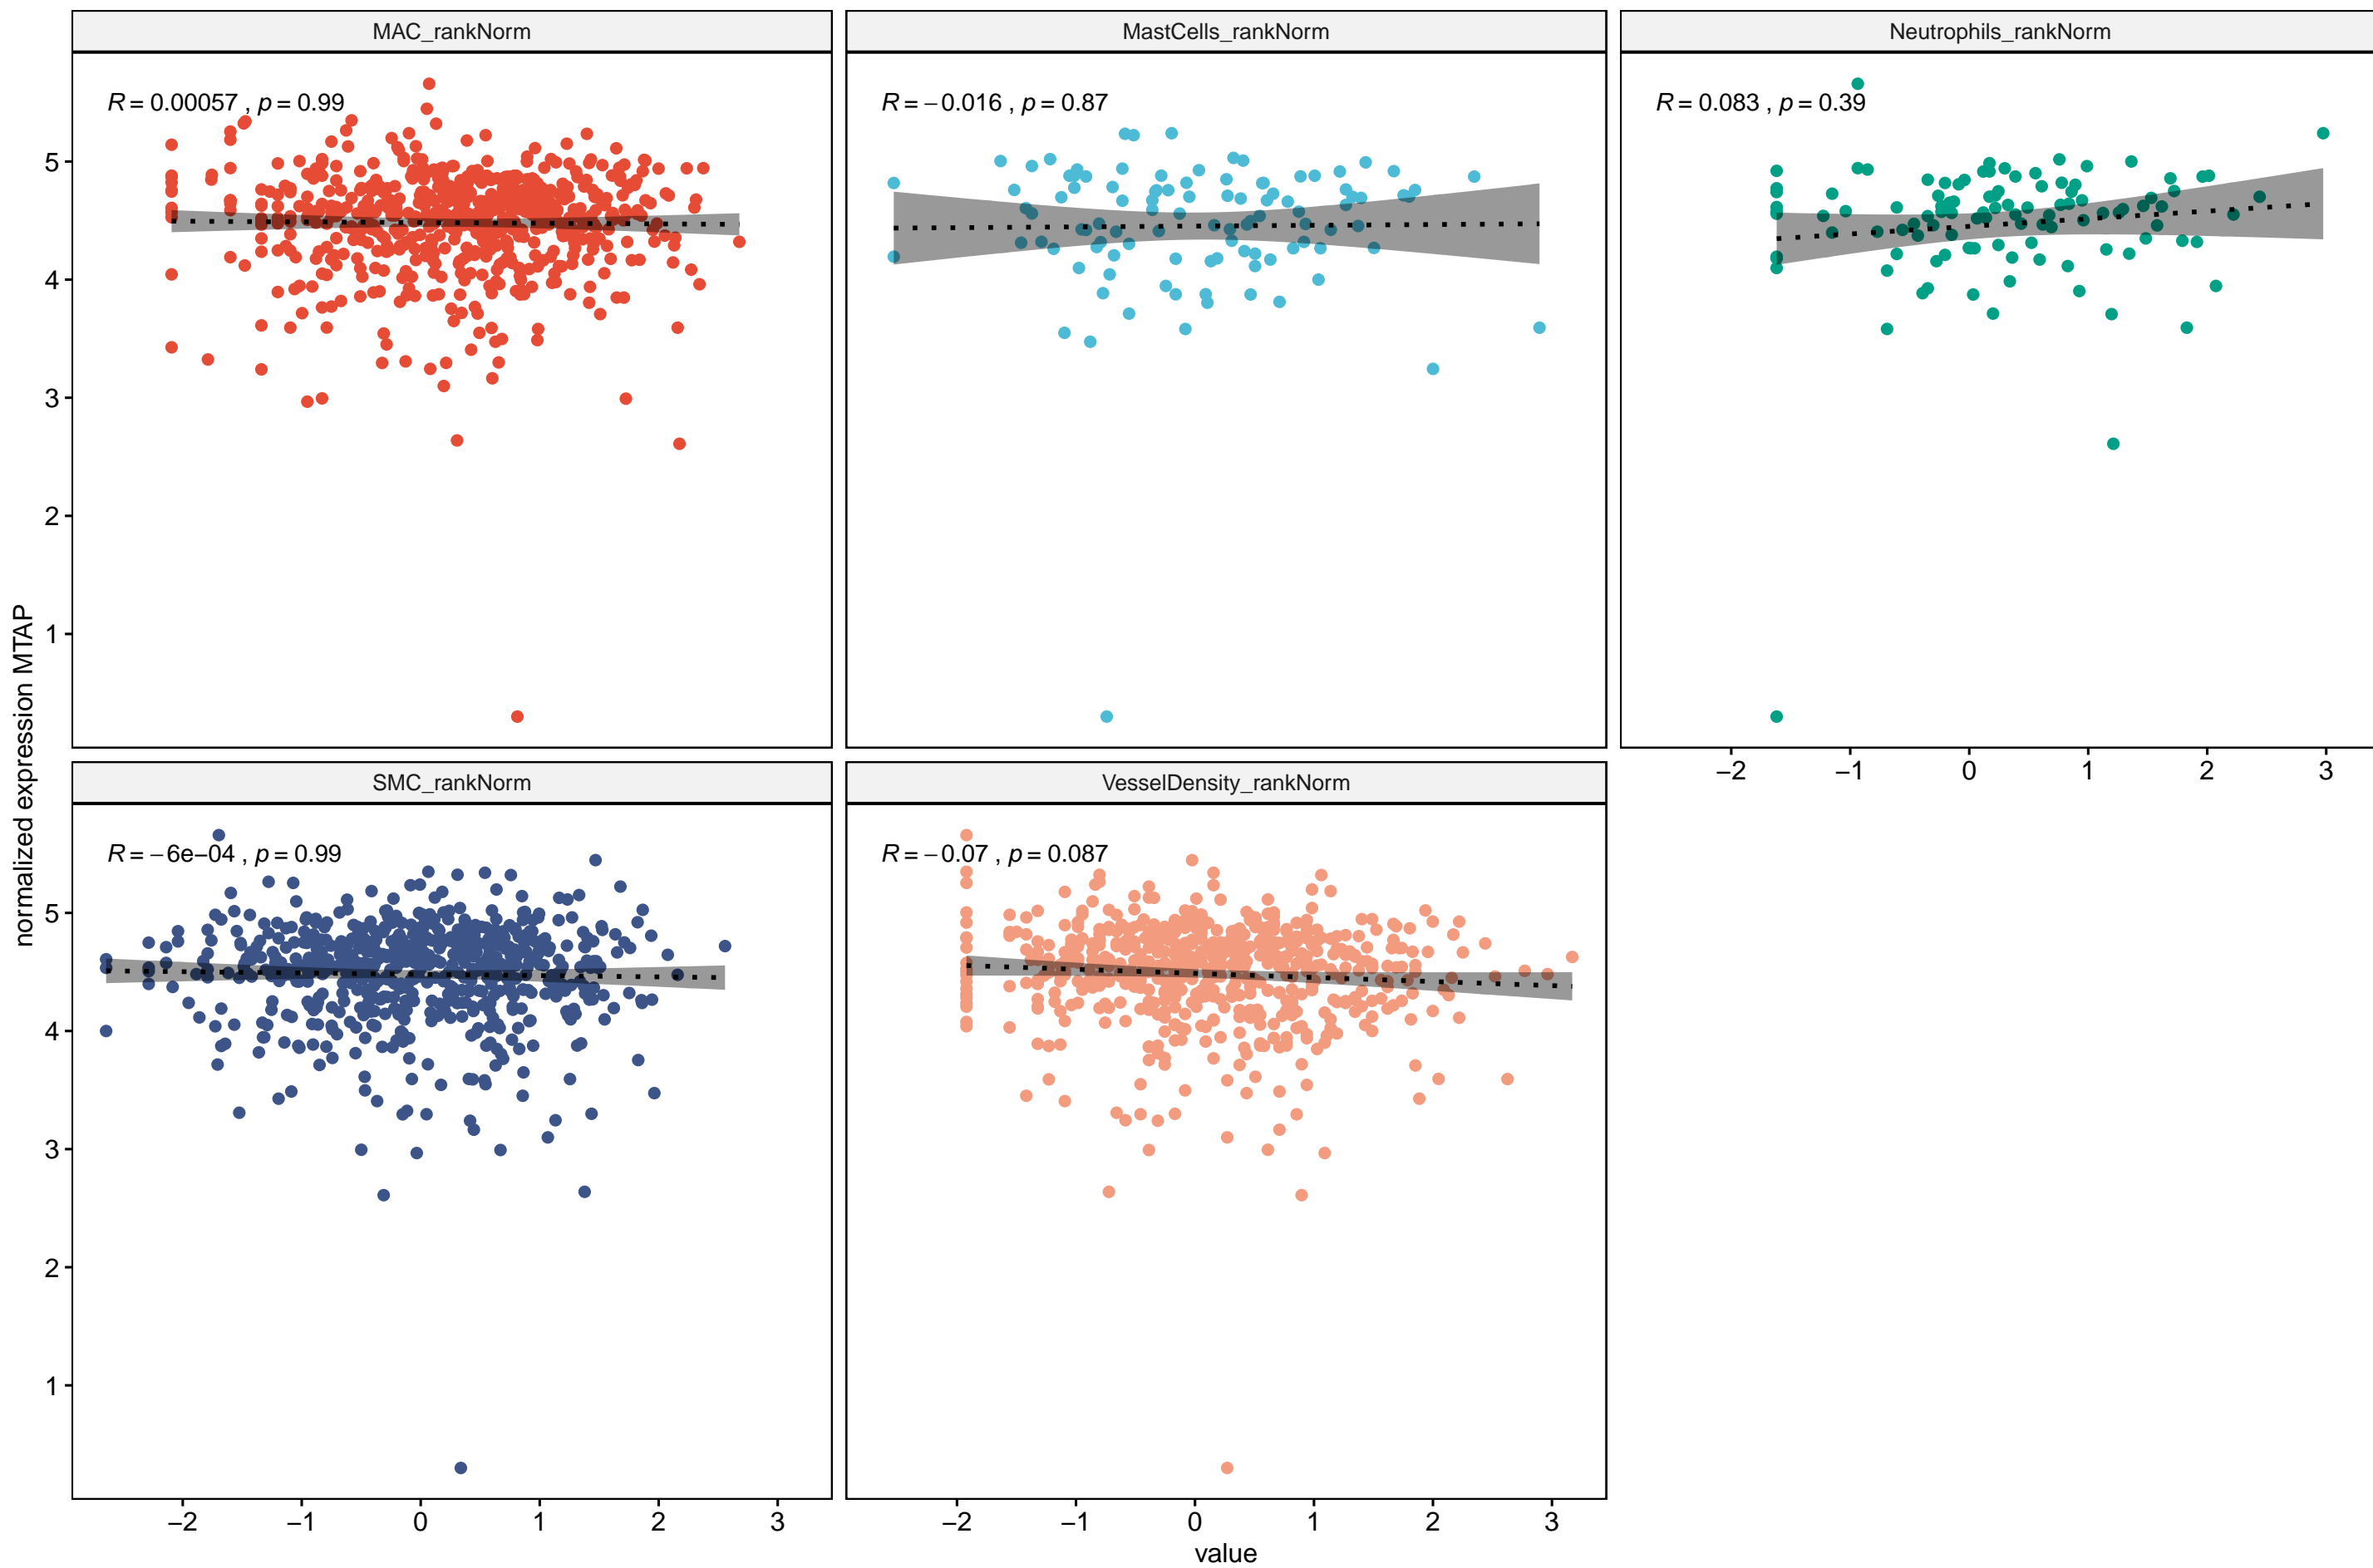 MAC_rankNorm
MastCells_rankNorm
Neutrophils_rankNorm
R = 0.00057 , p = 0.99
R = −0.016 , p = 0.87
R = 0.083 , p = 0.39
5
4
3
2
1
−2 −1 0 1 2 3
normalized expression MTAP
SMC_rankNorm
VesselDensity_rankNorm
R = −6e−04 , p = 0.99
R = −0.07 , p = 0.087
5
4
3
2
1
−2 −1 0 1 2 3
−2 −1 0 1 2 3
value